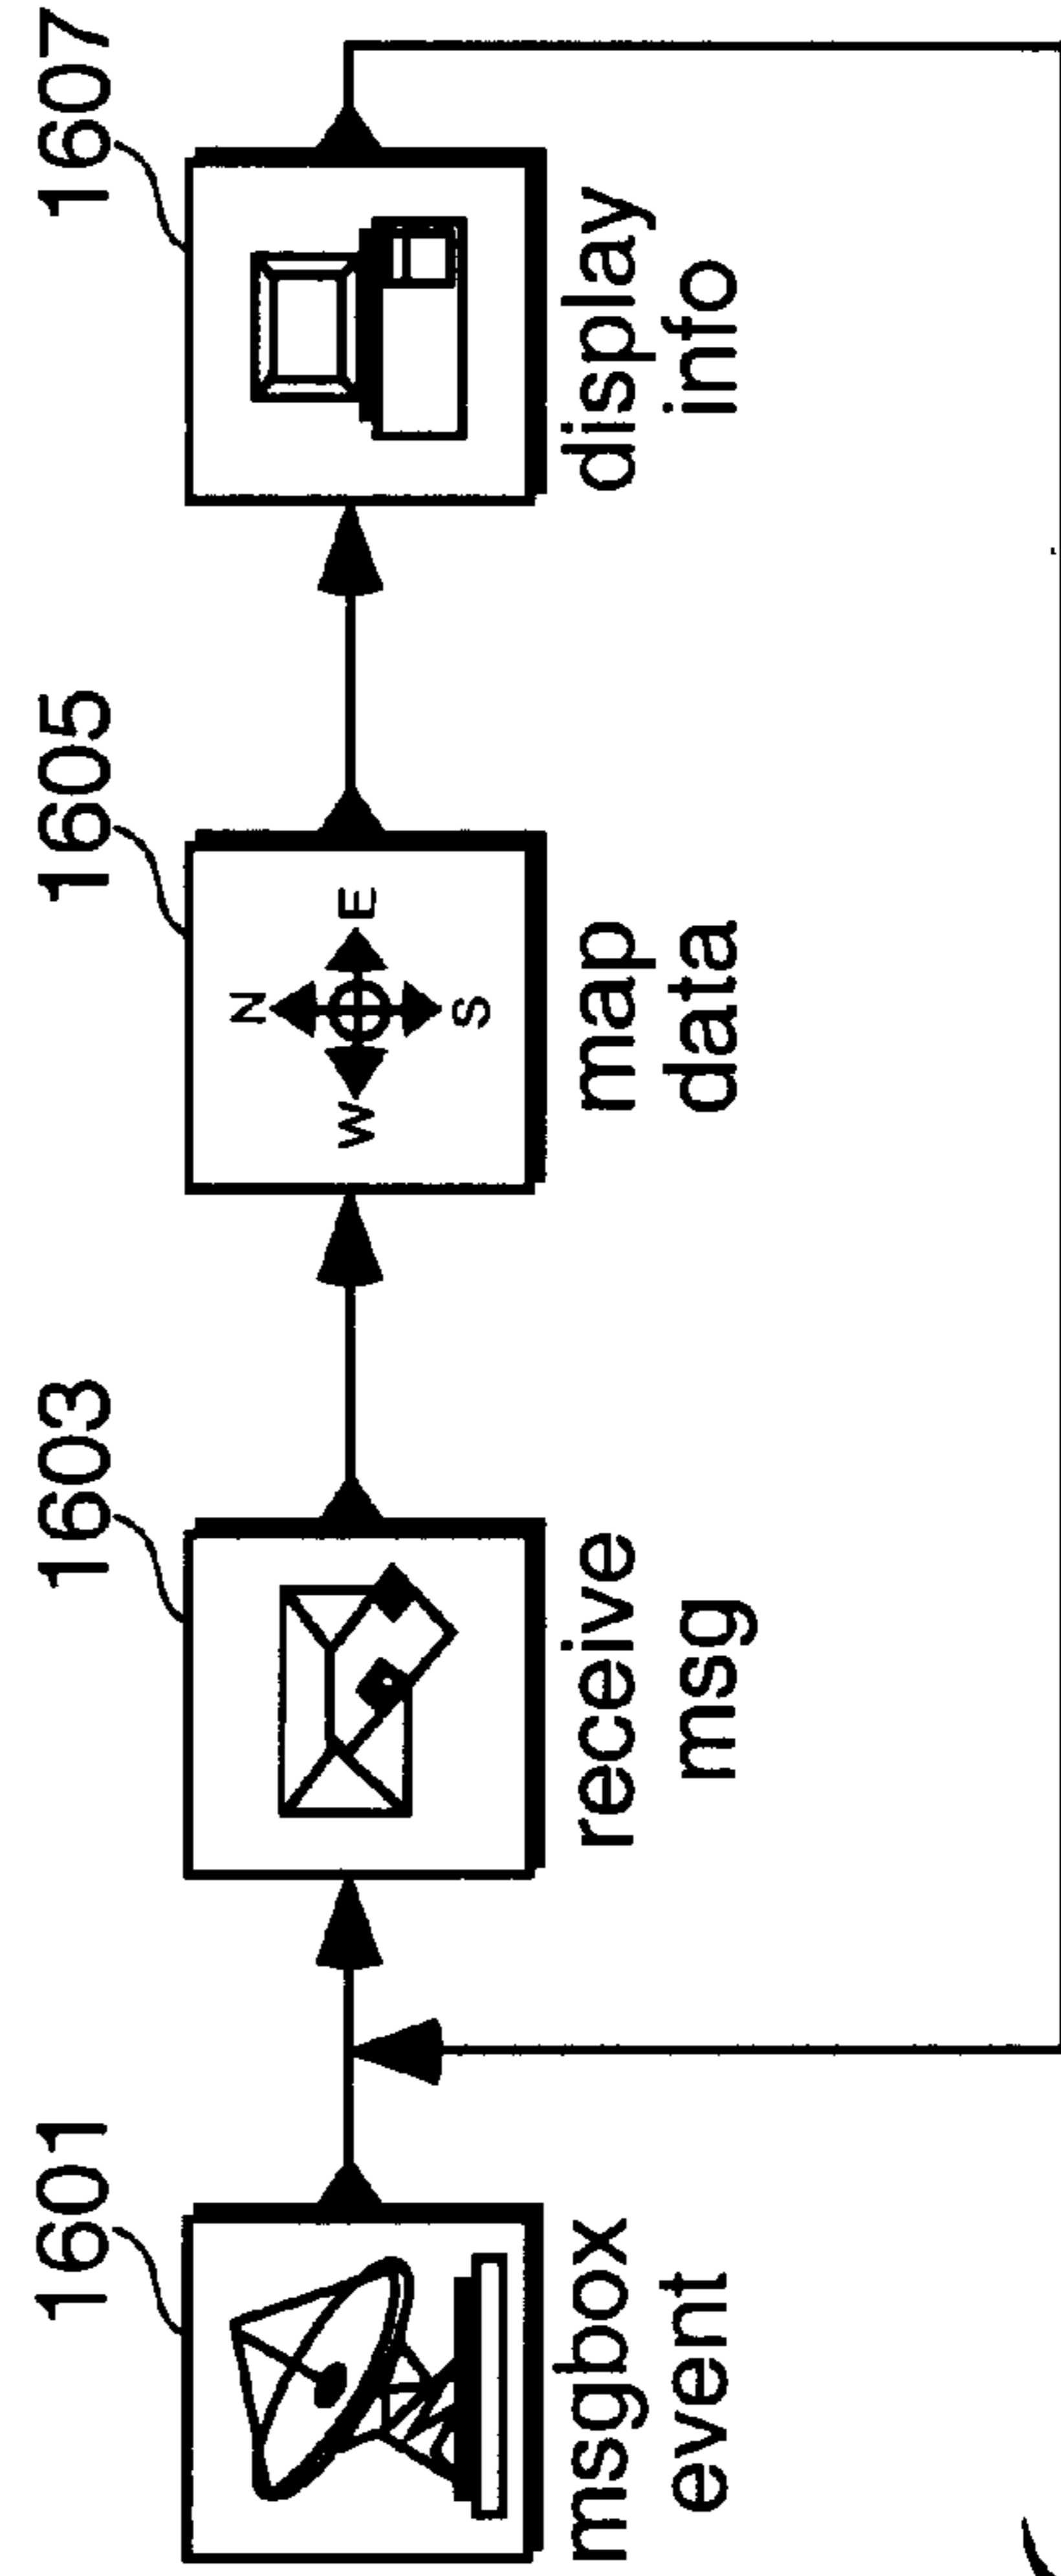 1601
1603
1605
1607
N
W
E
S
msgbox
event
receive
msg
map
data
display
info